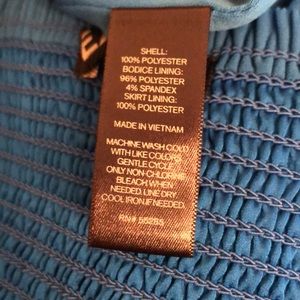 SHELL:
100% POLYESTER
BODICE LINING:
96% POLYESTER
4% SPANDEX
SKIRT LINING:
100% POLYESTER
MADE IN VIETNAM
MACHINE WASH COLD
WITH LIKE COLORS
GENTLE CYCLE
ONLY NON-CHLORINE
BLEACH WHEN
NEEDED. LINE DRY
COOL IRON IF NEEDED.
RN#